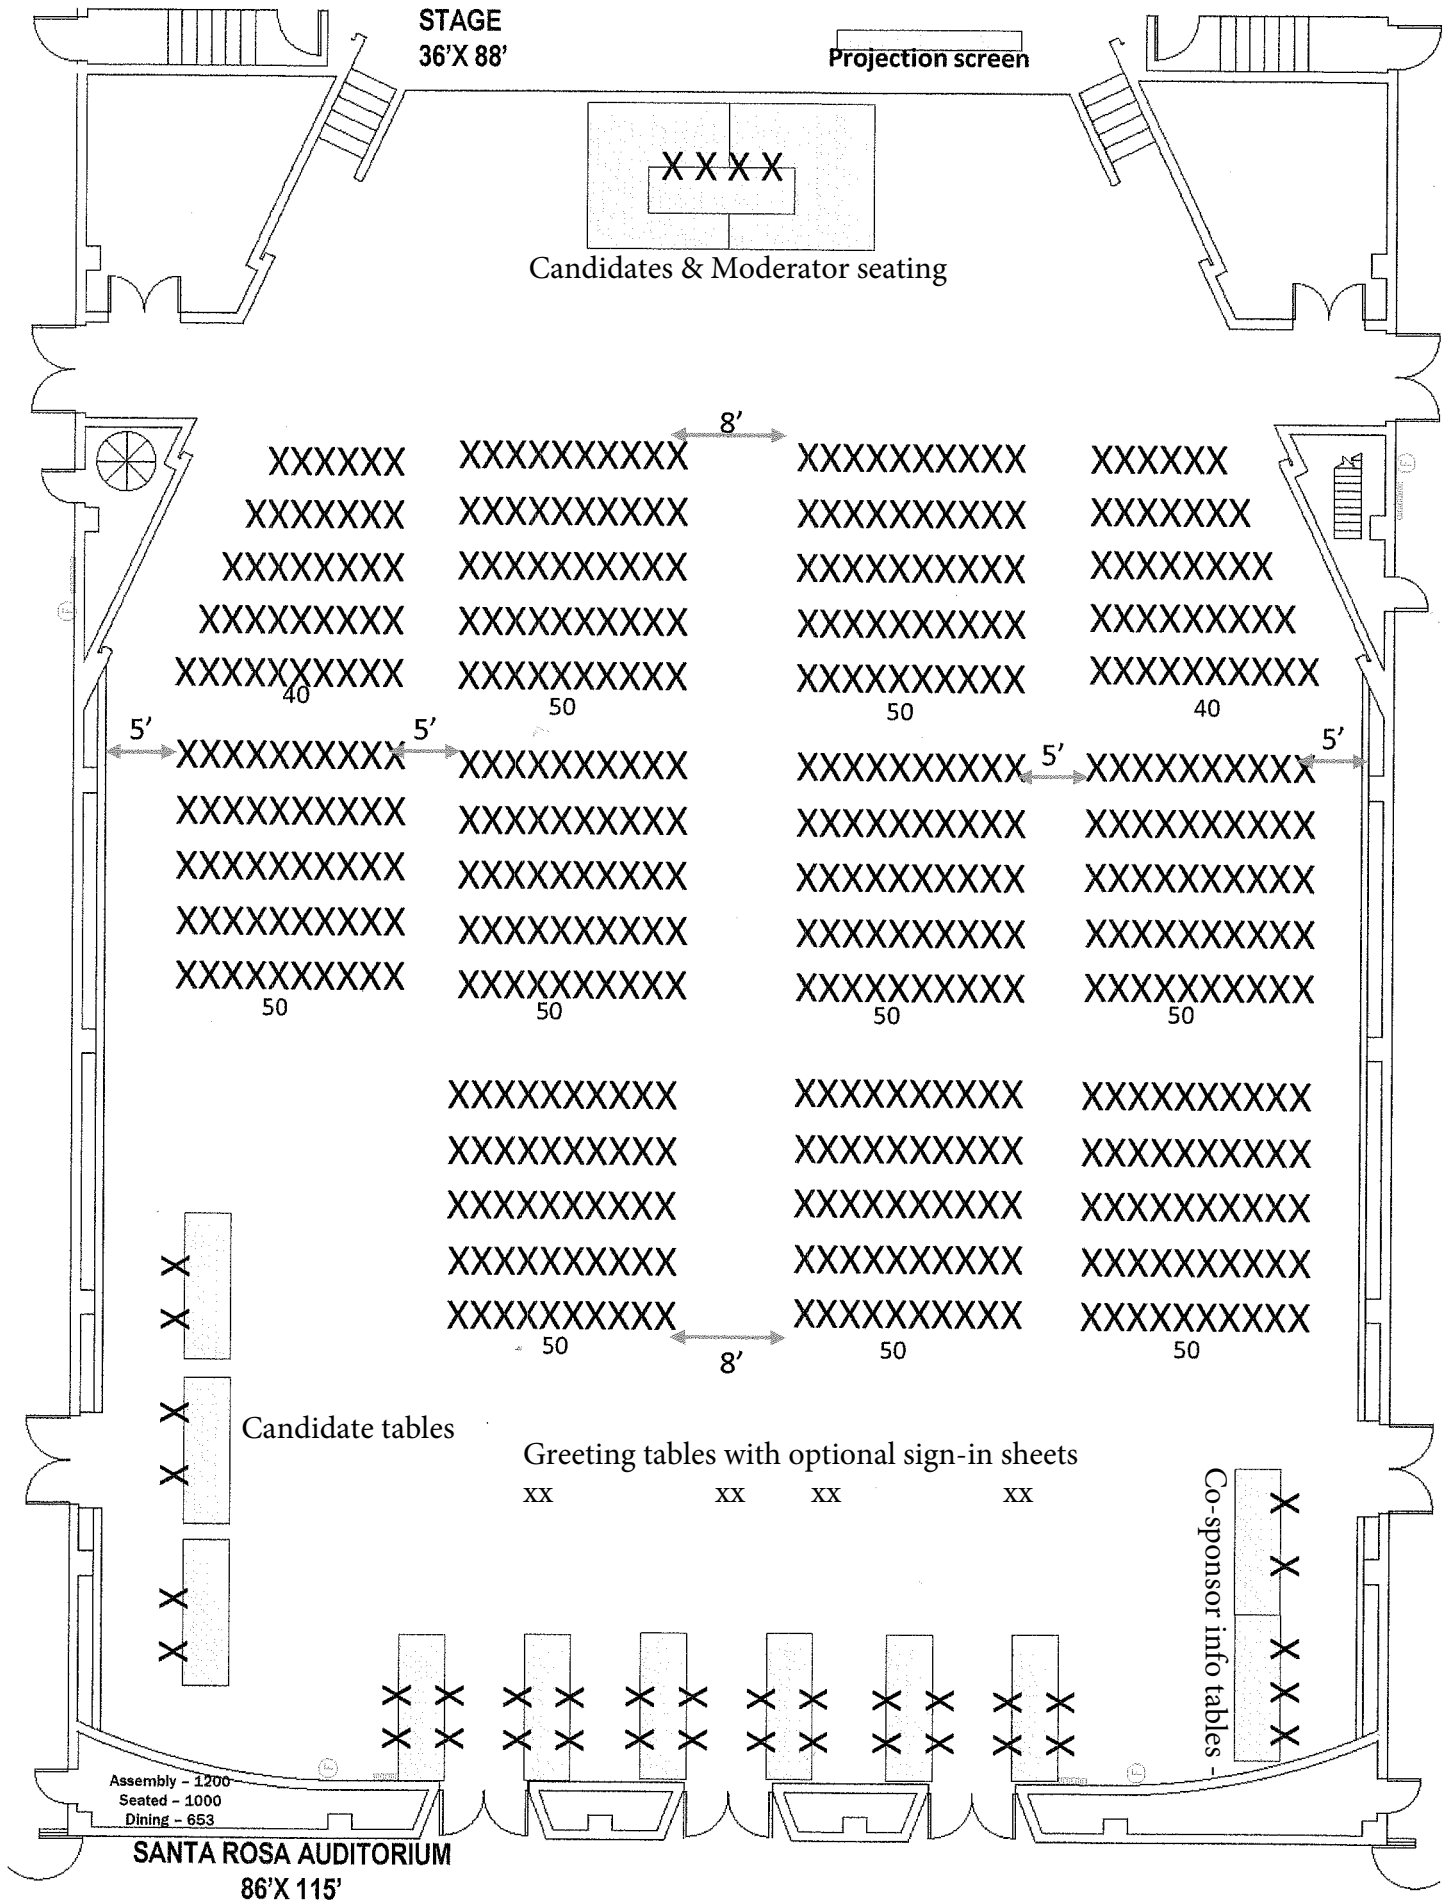 STAGE
36'X 88'
Projection screen
X X X X
Candidates & Moderator seating
8'
XXXXXX XXXXXXXXXX XXXXXXXXXX XXXXXX
XXXXXXX XXXXXXXXXX XXXXXXXXXX XXXXXXX
XXXXXXXX XXXXXXXXXX XXXXXXXXXX XXXXXXXX
XXXXXXXXX XXXXXXXXXX XXXXXXXXXX XXXXXXXXX
XXXXXXXXXX XXXXXXXXXX XXXXXXXXXX XXXXXXXXXX
40 50 50 40
5' 5' 5' 5'
XXXXXXXXXX XXXXXXXXXX XXXXXXXXXX XXXXXXXXXX
XXXXXXXXXX XXXXXXXXXX XXXXXXXXXX XXXXXXXXXX
XXXXXXXXXX XXXXXXXXXX XXXXXXXXXX XXXXXXXXXX
XXXXXXXXXX XXXXXXXXXX XXXXXXXXXX XXXXXXXXXX
XXXXXXXXXX XXXXXXXXXX XXXXXXXXXX XXXXXXXXXX
50 50 50 50
XXXXXXXXXX XXXXXXXXXX XXXXXXXXXX
XXXXXXXXXX XXXXXXXXXX XXXXXXXXXX
XXXXXXXXXX XXXXXXXXXX XXXXXXXXXX
XXXXXXXXXX XXXXXXXXXX XXXXXXXXXX
XXXXXXXXXX XXXXXXXXXX XXXXXXXXXX
50 50 50
8'
X
X
X
X
X
X
Candidate tables
Greeting tables with optional sign-in sheets
xx xx xx xx
Co-sponsor info tables -
X
X
X
X
X
X X X X X X X X X X X X
X X X X X X X X X X X X
Assembly – 1200
Seated – 1000
Dining – 653
SANTA ROSA AUDITORIUM
86'X 115'